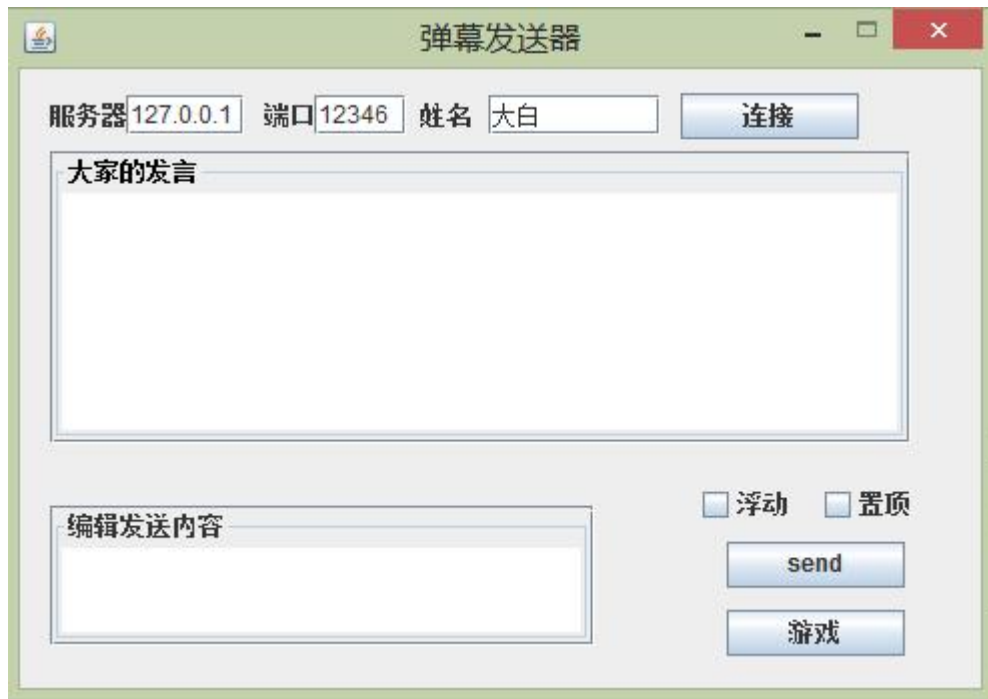 弹幕发送器
服务器 127.0.0.1 端口 12346 姓名 大白 连接
大家的发言
浮动 置顶
编辑发送内容
send
游戏